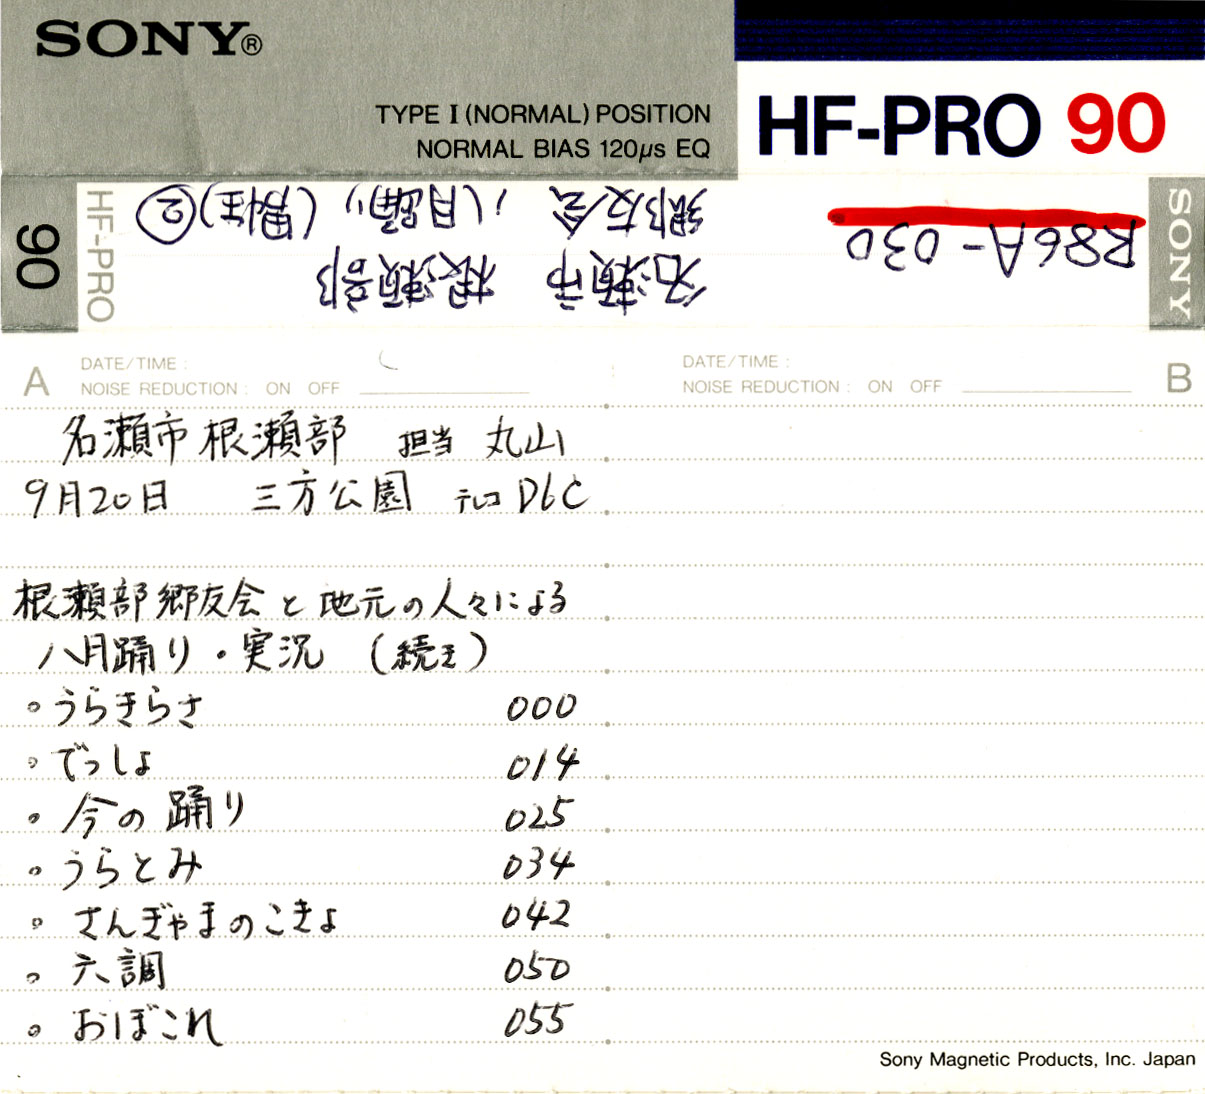 SONY®
TYPE I (NORMAL) POSITION
NORMAL BIAS 120μs EQ
HF-PRO 90
90
HF-PRO
名瀬市 根瀬部
郷友会 八月踊り(男性)②
R86A-030
SONY
A
DATE/TIME :
NOISE REDUCTION : ON OFF
DATE/TIME :
NOISE REDUCTION : ON OFF
B
名瀬市根瀬部 担当 丸山
9月20日 三方公園 テレコ D6C
根瀬部郷友会と地元の人々による
八月踊り・実況 (続き)
。うらきらさ 000
。でっしょ 014
。今の踊り 025
。うらとみ 034
。さんぎゃまのこきょ 042
。六調 050
。おぼこれ 055
Sony Magnetic Products, Inc. Japan